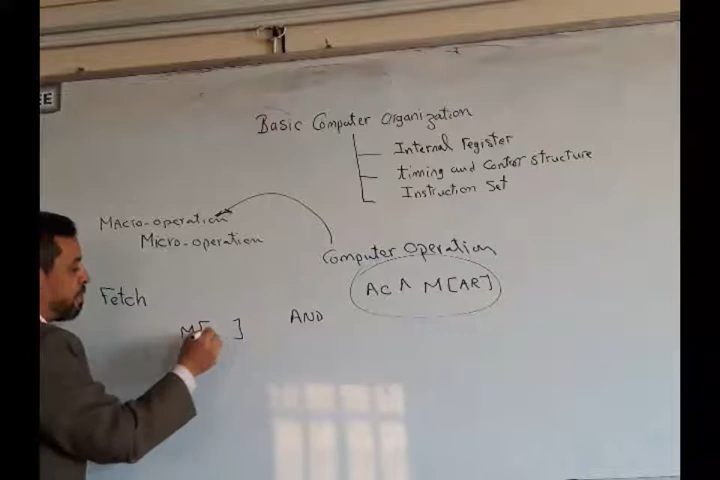 EE
Basic Computer Organization
Internal register
timing and Control structure
Instruction Set
Macro-operation
Micro-operation
Computer Operation
AC ∧ M[AR]
Fetch
AND
M[ ]